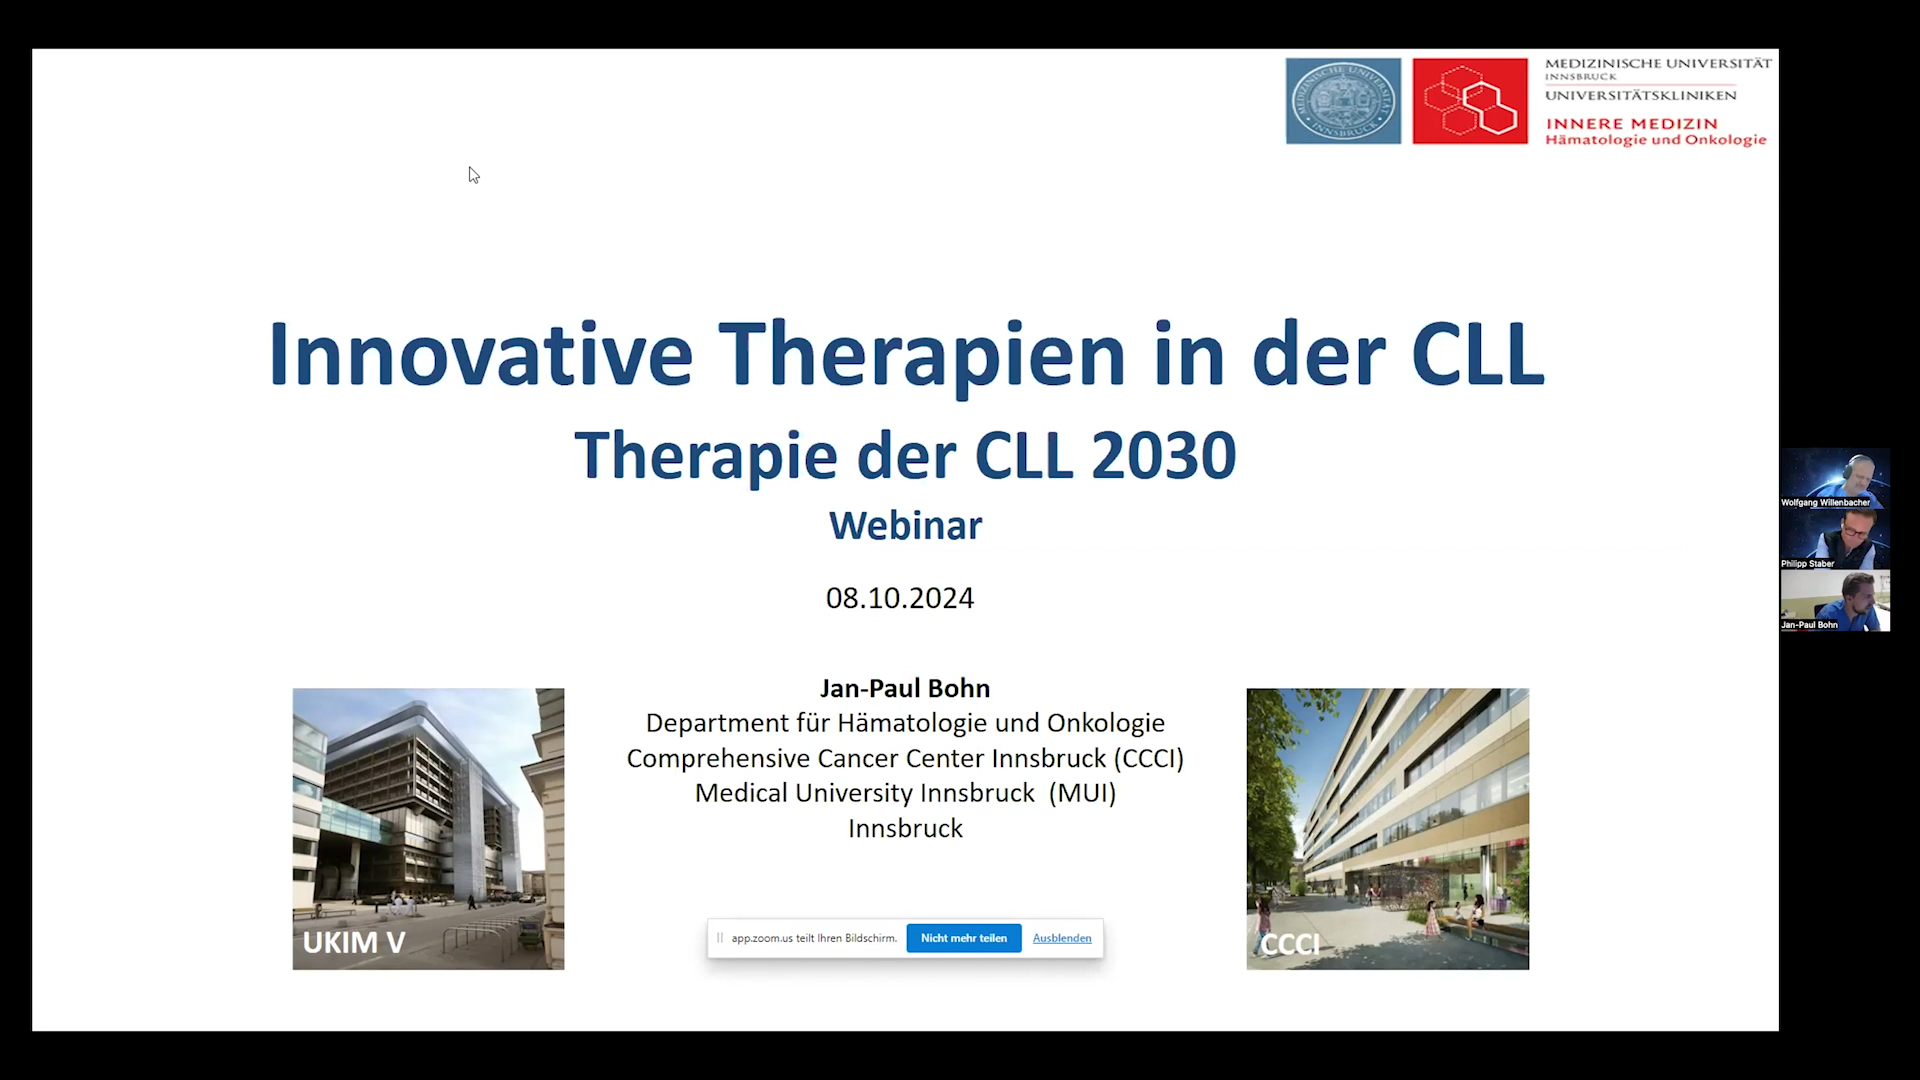 MEDIZINISCHE UNIVERSITÄT
INNSBRUCK
UNIVERSITÄTSKLINIKEN
INNERE MEDIZIN
Hämatologie und Onkologie
MEDIZINISCHE UNIVERSITÄT
INNSBRUCK
Innovative Therapien in der CLL
Therapie der CLL 2030
Webinar
08.10.2024
Jan-Paul Bohn
Department für Hämatologie und Onkologie
Comprehensive Cancer Center Innsbruck (CCCI)
Medical University Innsbruck (MUI)
Innsbruck
UKIM V
CCCI
app.zoom.us teilt Ihren Bildschirm.
Nicht mehr teilen
Ausblenden
Wolfgang Willenbacher
Philipp Staber
Jan-Paul Bohn